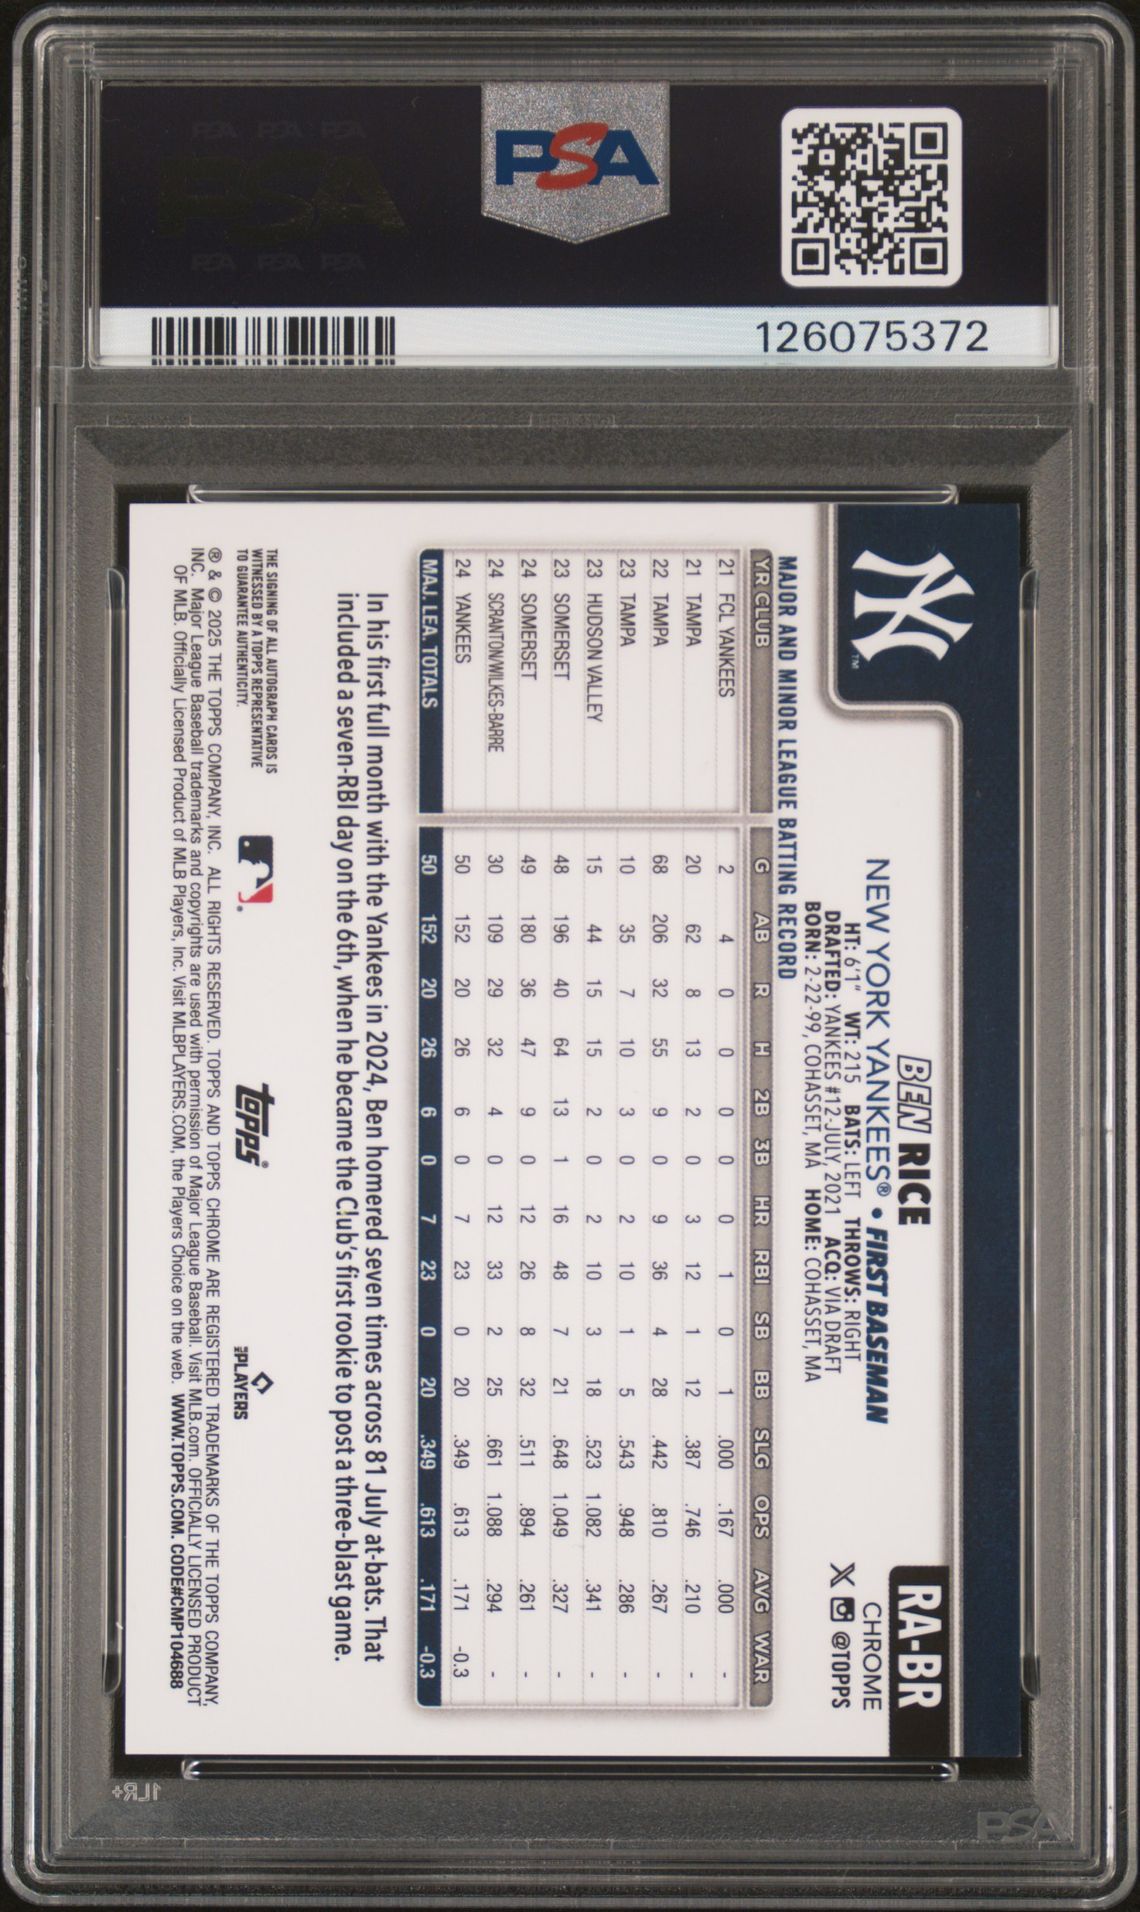 PSA PSA PSA
PSA
PSA PSA PSA
PSA
126075372
RA-BR
CHROME
@TOPPS
BEN RICE
NEW YORK YANKEES® • FIRST BASEMAN
HT: 6'1" WT: 215 BATS: LEFT THROWS: RIGHT
DRAFTED: YANKEES #12-JULY, 2021 ACQ: VIA DRAFT
BORN: 2-22-99, COHASSET, MA HOME: COHASSET, MA
NY TM
MAJOR AND MINOR LEAGUE BATTING RECORD
YR CLUB G AB R H 2B 3B HR RBI SB BB SLG OPS AVG WAR
21 FCL YANKEES 2 4 0 0 0 0 0 1 0 1 .000 .167 .000 -
21 TAMPA 20 62 8 13 2 0 3 12 1 12 .387 .746 .210 -
22 TAMPA 68 206 32 55 9 0 9 36 4 28 .442 .810 .267 -
23 TAMPA 10 35 7 10 3 0 2 10 1 5 .543 .948 .286 -
23 HUDSON VALLEY 15 44 15 15 2 0 2 10 3 18 .523 1.082 .341 -
23 SOMERSET 48 196 40 64 13 1 16 48 7 21 .648 1.049 .327 -
24 SOMERSET 49 180 36 47 9 0 12 26 8 32 .511 .894 .261 -
24 SCRANTON/WILKES-BARRE 30 109 29 32 4 0 12 33 2 25 .661 1.088 .294 -
24 YANKEES 50 152 20 26 6 0 7 23 0 20 .349 .613 .171 -0.3
MAJ. LEA. TOTALS 50 152 20 26 6 0 7 23 0 20 .349 .613 .171 -0.3
In his first full month with the Yankees in 2024, Ben homered seven times across 81 July at-bats. That
included a seven-RBI day on the 6th, when he became the Club's first rookie to post a three-blast game.
THE SIGNING OF ALL AUTOGRAPH CARDS IS
WITNESSED BY A TOPPS REPRESENTATIVE
TO GUARANTEE AUTHENTICITY.
topps®
MLB PLAYERS
® & © 2025 THE TOPPS COMPANY, INC. ALL RIGHTS RESERVED. TOPPS AND TOPPS CHROME ARE REGISTERED TRADEMARKS OF THE TOPPS COMPANY,
INC. Major League Baseball trademarks and copyrights are used with permission of Major League Baseball. Visit MLB.com. OFFICIALLY LICENSED PRODUCT
OF MLB. Officially Licensed Product of MLB Players, Inc. Visit MLBPLAYERS.COM, the Players Choice on the web. WWW.TOPPS.COM. CODE#CMP104688
1LR+
PSA